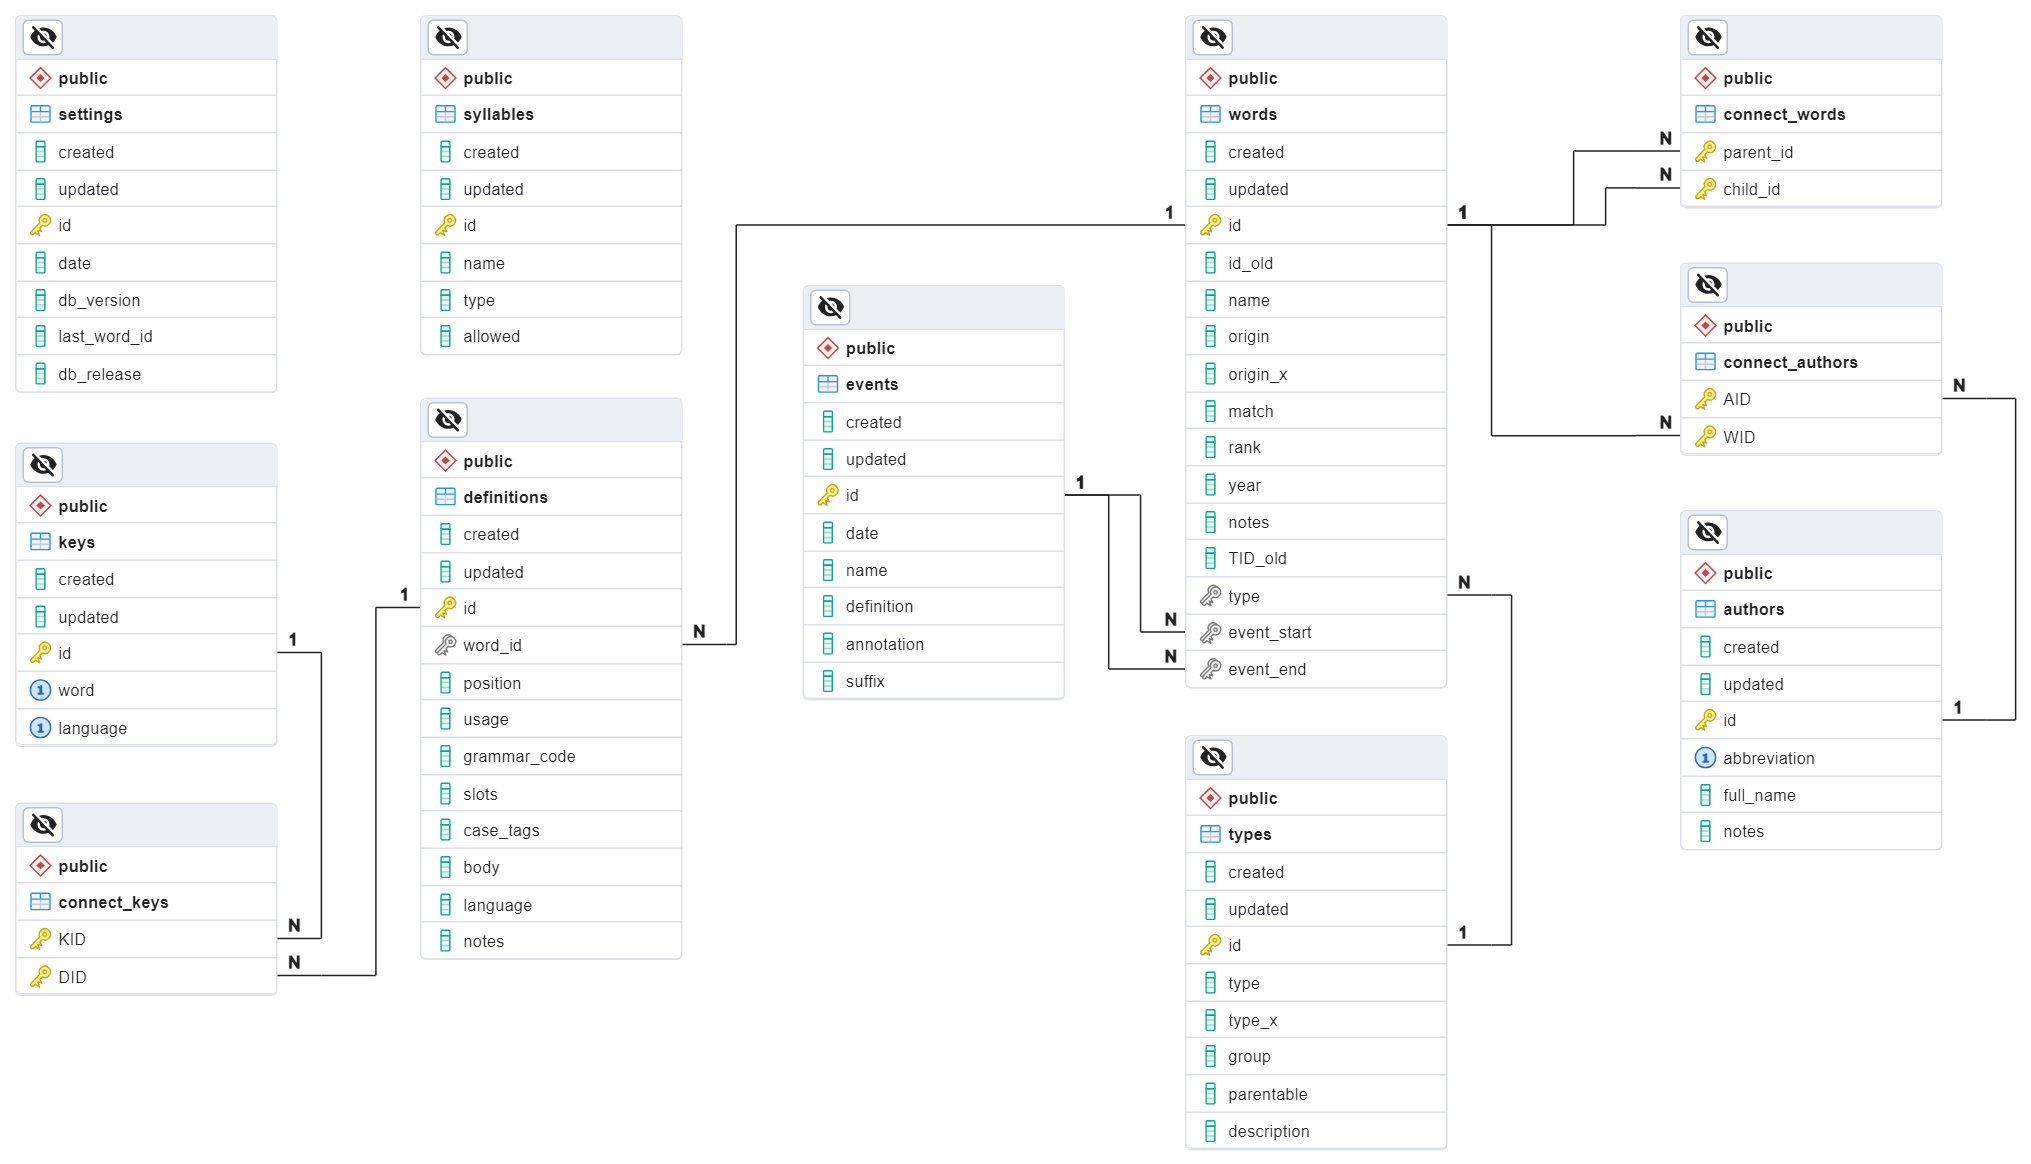 public
settings
created
updated
id
date
db_version
last_word_id
db_release
public
keys
created
updated
id
1
word
1
language
1
public
connect_keys
KID
N
DID
N
public
syllables
created
updated
id
name
type
allowed
public
definitions
created
updated
1
id
word_id
N
position
usage
grammar_code
slots
case_tags
body
language
notes
public
events
created
updated
id
1
date
name
definition
annotation
suffix
public
words
created
updated
1
id
1
id_old
name
origin
origin_x
match
rank
year
notes
TID_old
type
N
N
event_start
N
event_end
public
types
created
updated
id
1
type
type_x
group
parentable
description
public
connect_words
N
parent_id
N
child_id
public
connect_authors
AID
N
N
WID
public
authors
created
updated
id
1
1
abbreviation
full_name
notes